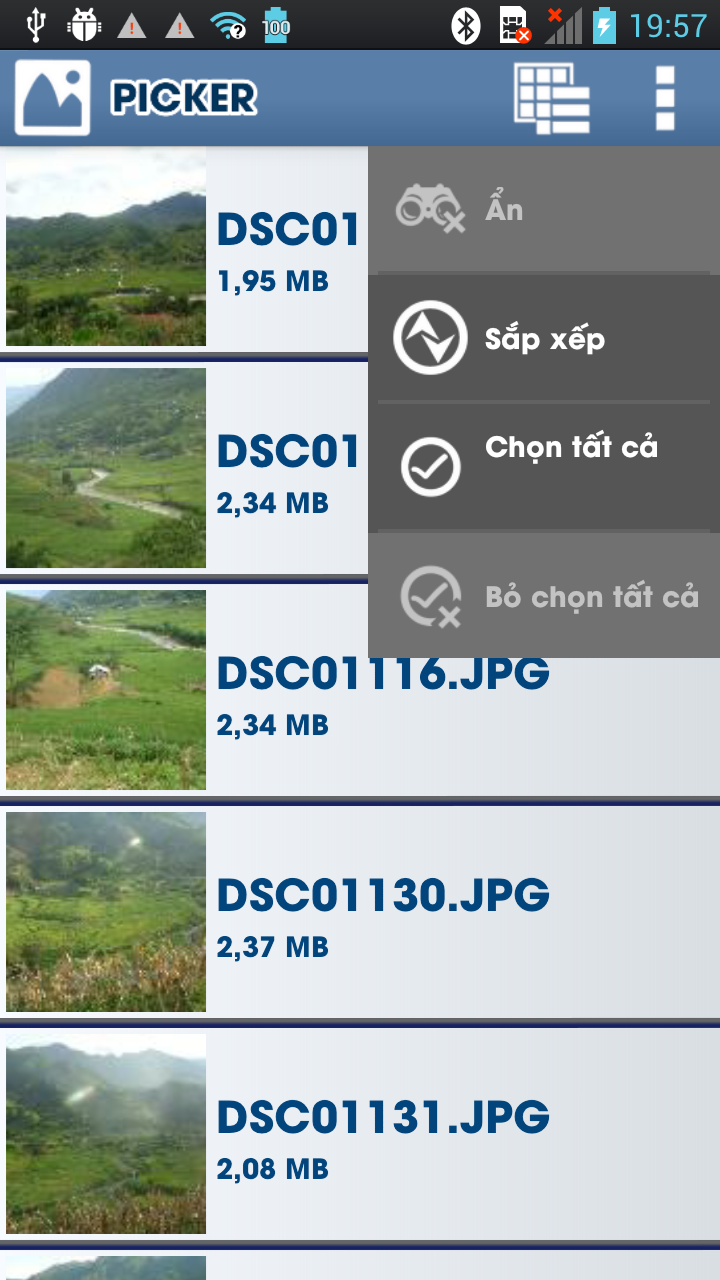 100
19:57
PICKER
DSC01
1,95 MB
Ẩn
Sắp xếp
DSC01
2,34 MB
Chọn tất cả
Bỏ chọn tất cả
DSC01116.JPG
2,34 MB
DSC01130.JPG
2,37 MB
DSC01131.JPG
2,08 MB